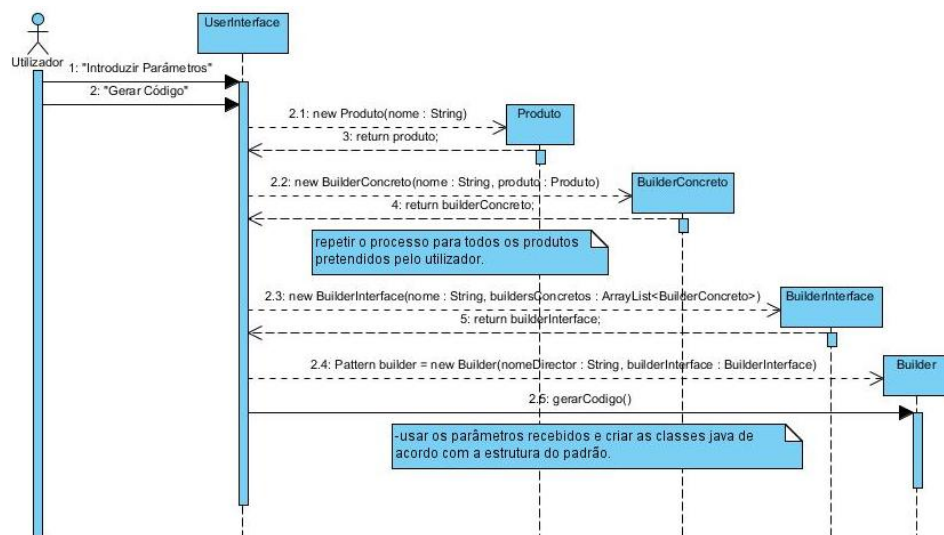 UserInterface
Utilizador
1: "Introduzir Parâmetros"
2: "Gerar Código"
2.1: new Produto(nome : String)
Produto
3: return produto;
2.2: new BuilderConcreto(nome : String, produto : Produto)
BuilderConcreto
4: return builderConcreto;
repetir o processo para todos os produtos
pretendidos pelo utilizador.
2.3: new BuilderInterface(nome : String, buildersConcretos : ArrayList<BuilderConcreto>)
BuilderInterface
5: return builderInterface;
2.4: Pattern builder = new Builder(nomeDirector : String, builderInterface : BuilderInterface)
Builder
2.5: gerarCodigo()
-usar os parâmetros recebidos e criar as classes java de
acordo com a estrutura do padrão.